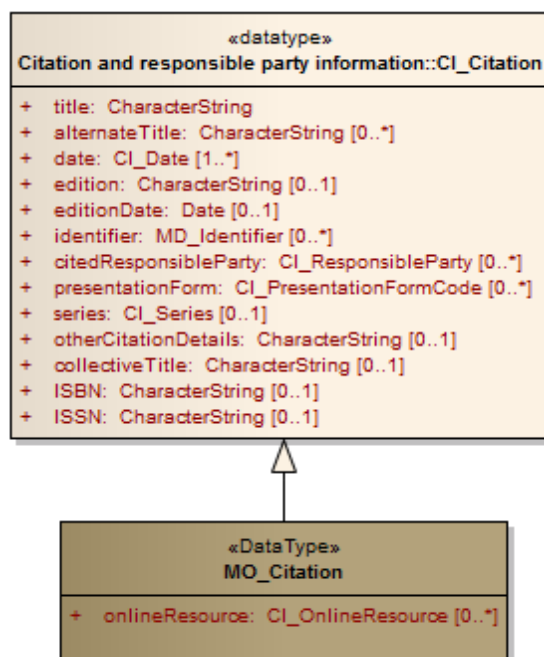 «datatype»
Citation and responsible party information::CI_Citation
+ title: CharacterString
+ alternateTitle: CharacterString [0..*]
+ date: CI_Date [1..*]
+ edition: CharacterString [0..1]
+ editionDate: Date [0..1]
+ identifier: MD_Identifier [0..*]
+ citedResponsibleParty: CI_ResponsibleParty [0..*]
+ presentationForm: CI_PresentationFormCode [0..*]
+ series: CI_Series [0..1]
+ otherCitationDetails: CharacterString [0..1]
+ collectiveTitle: CharacterString [0..1]
+ ISBN: CharacterString [0..1]
+ ISSN: CharacterString [0..1]
«DataType»
MO_Citation
+ onlineResource: CI_OnlineResource [0..*]